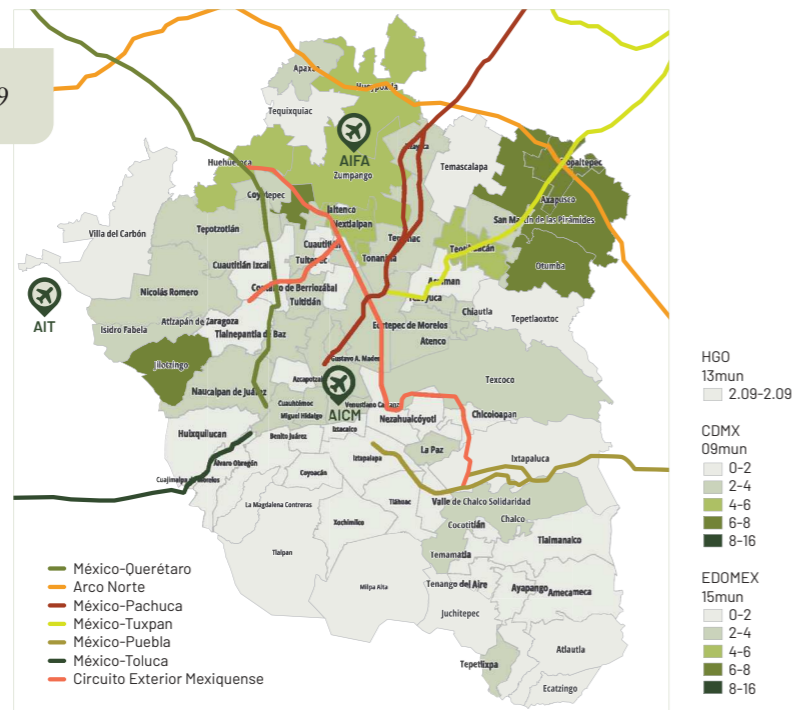 9
Apaxco
Hueypoxtla
Tequixquiac
AIFA
Zumpango
Temascalapa
Huehuetoca
Coyotepec
Axapusco
San Martín de las Pirámides
Jaltenco
Nextlalpan
Villa del Carbón
Tepotzotlán
Cuautitlán
Teotihuacán
Cuautitlán Izcalli
Tultepec
Tonanitla
Otumba
Acolman
AIT
Nicolás Romero
Coacalco de Berriozábal
Tultitlán
Tezoyuca
Chiautla
Tepetlaoxtoc
Isidro Fabela
Atizapán de Zaragoza
Tlalnepantla de Baz
Ecatepec de Morelos
Atenco
Jilotzingo
Gustavo A. Madero
Azcapotzalco
Texcoco
Naucalpan de Juárez
AICM
Cuauhtémoc
Venustiano Carranza
Miguel Hidalgo
Nezahualcóyotl
Chicoloapan
Iztacalco
Huixquilucan
Benito Juárez
La Paz
Iztapalapa
Ixtapaluca
Álvaro Obregón
Coyoacán
Cuajimalpa de Morelos
Tláhuac
Valle de Chalco Solidaridad
La Magdalena Contreras
Xochimilco
Chalco
Cocotitlán
Tlalmanalco
Tlalpan
Temamatla
Milpa Alta
Tenango del Aire
Ayapango
Amecameca
Juchitepec
Atlautla
Tepetlixpa
Ecatzingo
México-Querétaro
Arco Norte
México-Pachuca
México-Tuxpan
México-Puebla
México-Toluca
Circuito Exterior Mexiquense
HGO
13mun
2.09-2.09
CDMX
09mun
0-2
2-4
4-6
6-8
8-16
EDOMEX
15mun
0-2
2-4
4-6
6-8
8-16